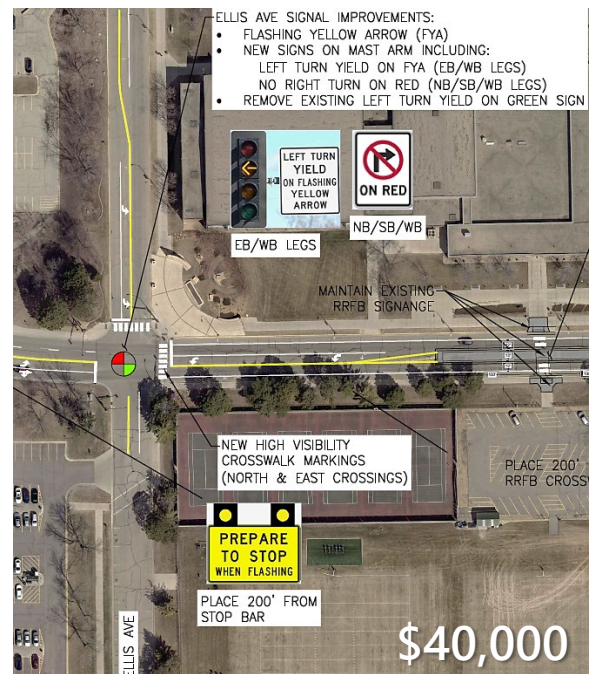 ELLIS AVE SIGNAL IMPROVEMENTS:
• FLASHING YELLOW ARROW (FYA)
• NEW SIGNS ON MAST ARM INCLUDING:
LEFT TURN YIELD ON FYA (EB/WB LEGS)
NO RIGHT TURN ON RED (NB/SB/WB LEGS)
• REMOVE EXISTING LEFT TURN YIELD ON GREEN SIGN
LEFT TURN
YIELD
ON FLASHING
YELLOW
ARROW
ON RED
EB/WB LEGS
NB/SB/WB
MAINTAIN EXISTING
RRFB SIGNANGE
NEW HIGH VISIBILITY
CROSSWALK MARKINGS
(NORTH & EAST CROSSINGS)
PLACE 200'
RRFB CROSSW
PREPARE
TO STOP
WHEN FLASHING
PLACE 200' FROM
STOP BAR
ELLIS AVE
$40,000